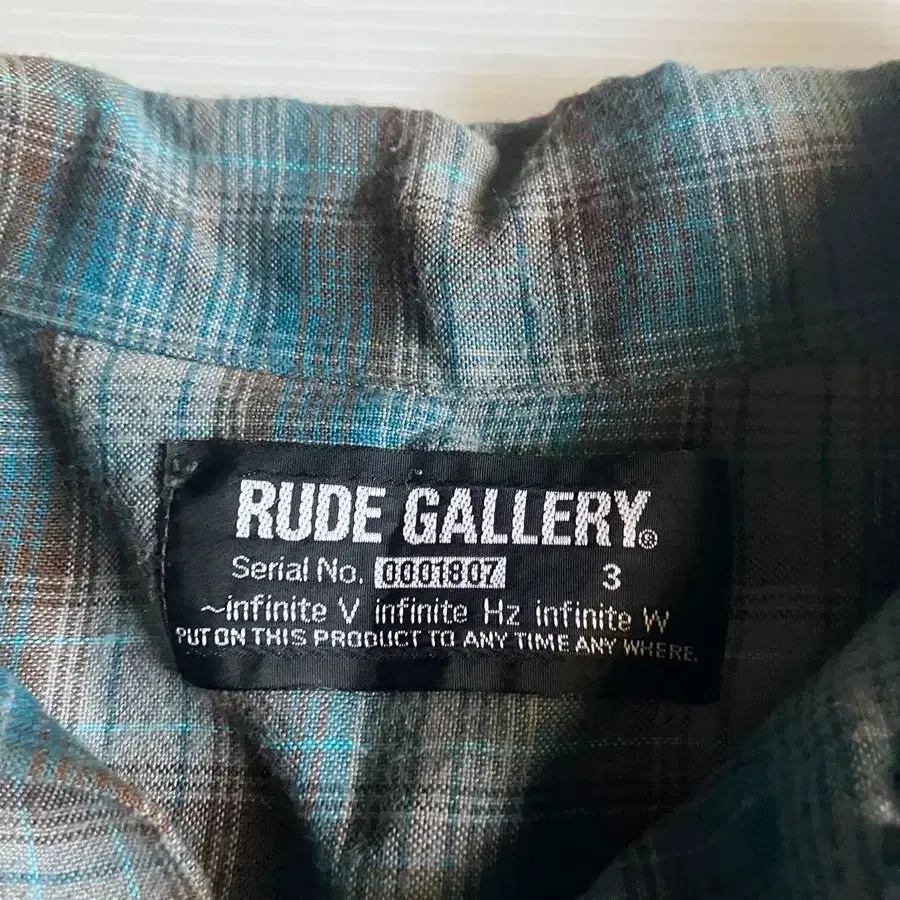 RUDE GALLERY®
Serial No. 0001807 3
~infinite V infinite Hz infinite W
PUT ON THIS PRODUCT TO ANY TIME ANY WHERE.